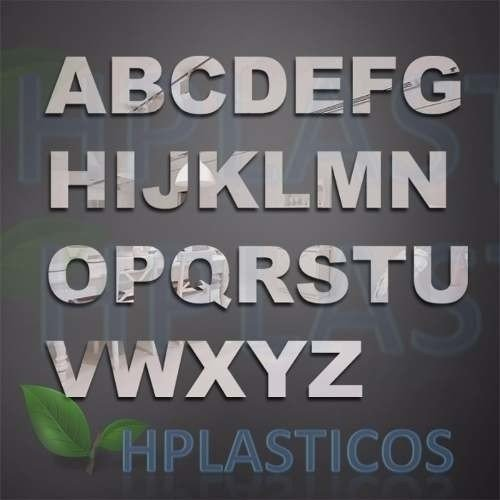 ABCDEFG
HIJKLMN
OPQRSTU
VWXYZ
HPLASTICOS